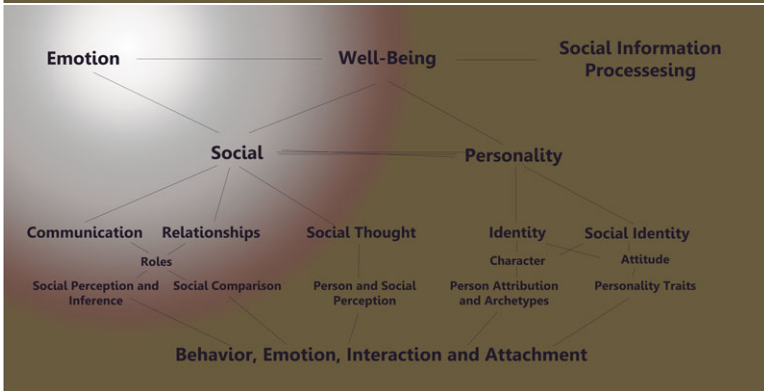 Emotion
Well-Being
Social Information
Processesing
Social
Personality
Communication
Relationships
Social Thought
Identity
Social Identity
Roles
Character
Attitude
Social Perception and
Inference
Social Comparison
Person and Social
Perception
Person Attribution
and Archetypes
Personality Traits
Behavior, Emotion, Interaction and Attachment